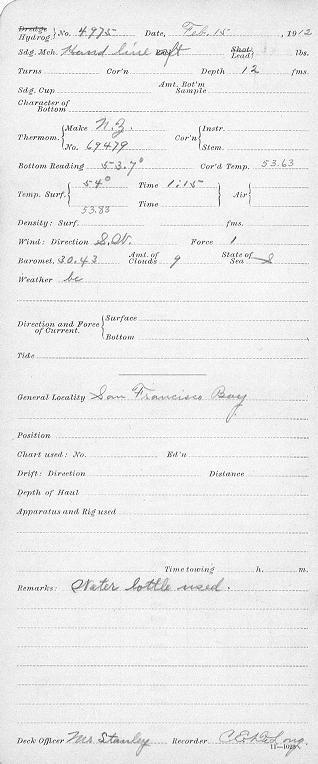 Dredge
Hydrog. No. 4975 Date, Feb. 15, 1912
Sdg. Mch. Hand line aft Shot: Lead: lbs.
Turns Cor'n Depth 12 fms.
Sdg. Cup Amt. Bot'm Sample
Character of Bottom
Thermom. Make N.Z. Cor'n Instr.
No. 69479 Stem.
Bottom Reading 53.7° Cor'd Temp. 53.63
Temp. Surf. 54° Time 1:15 Air
53.83 Time
Density: Surf. fms.
Wind: Direction S.W. Force 1
Baromet. 30.43 Amt. of Clouds 9 State of Sea S
Weather bc
Direction and Force of Current. Surface
Bottom
Tide
General Locality San Francisco Bay
Position
Chart used: No. Ed'n
Drift: Direction Distance
Depth of Haul
Apparatus and Rig used
Time towing h. m.
Remarks: Water bottle used.
Deck Officer Mr Stanley Recorder